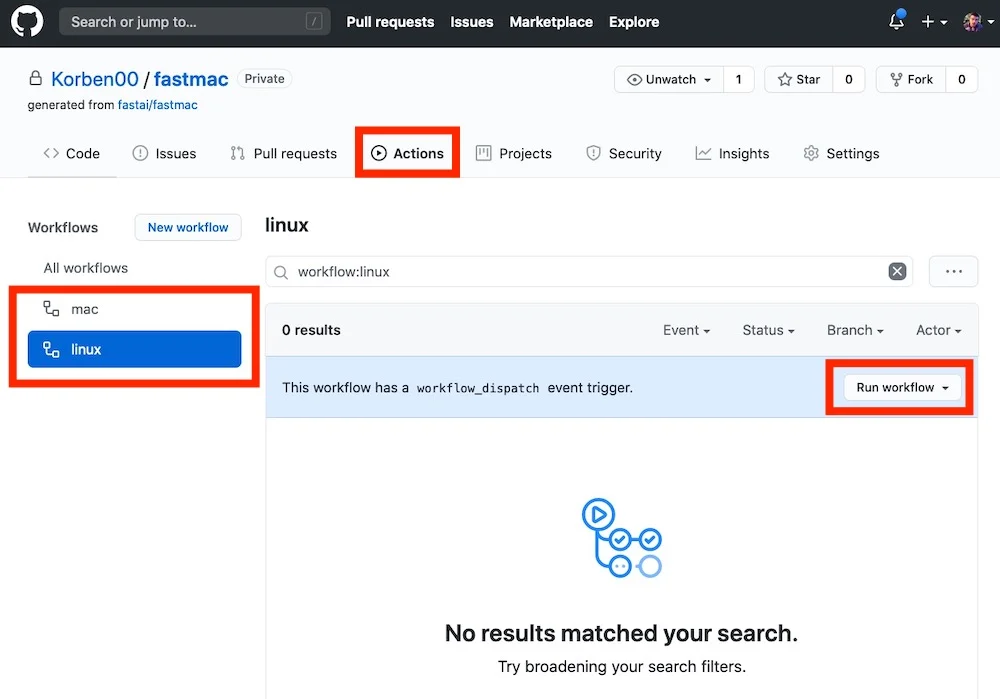 Search or jump to... / Pull requests Issues Marketplace Explore
Korben00 / fastmac Private Unwatch 1 Star 0 Fork 0
generated from fastai/fastmac
Code Issues Pull requests Actions Projects Security Insights Settings
Workflows New workflow
All workflows
mac
linux
linux
workflow:linux
0 results Event Status Branch Actor
This workflow has a workflow_dispatch event trigger. Run workflow
No results matched your search.
Try broadening your search filters.